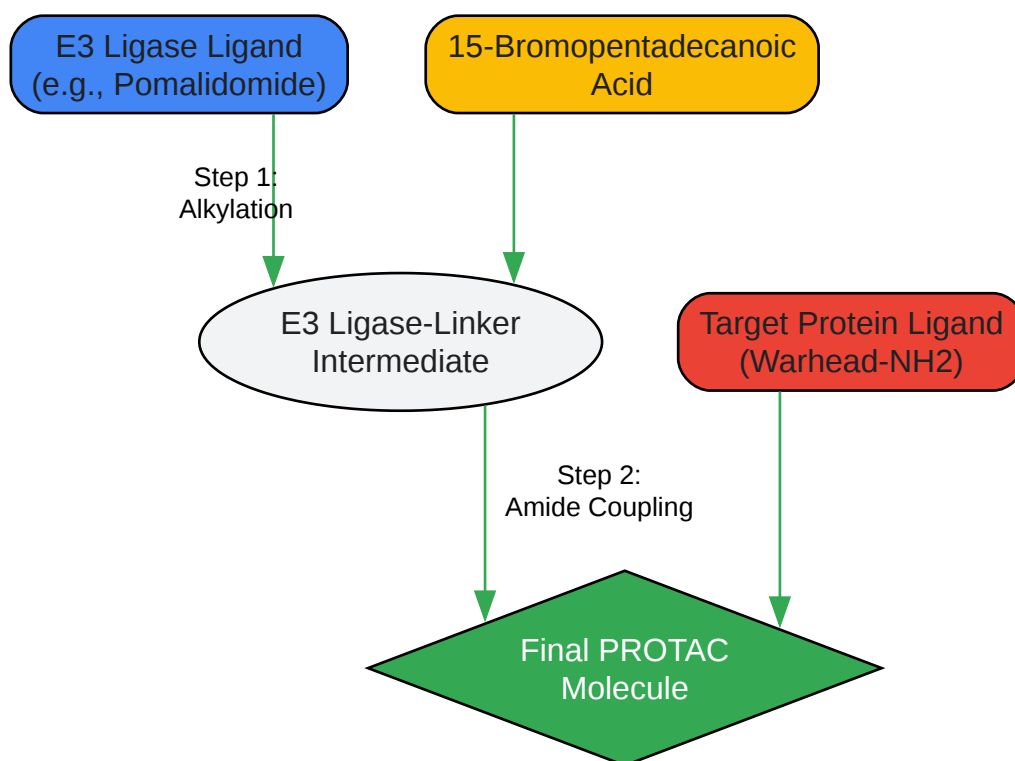 E3 Ligase Ligand
(e.g., Pomalidomide)
15-Bromopentadecanoic
Acid
Step 1:
Alkylation
E3 Ligase-Linker
Intermediate
Target Protein Ligand
(Warhead-NH2)
Step 2:
Amide Coupling
Final PROTAC
Molecule